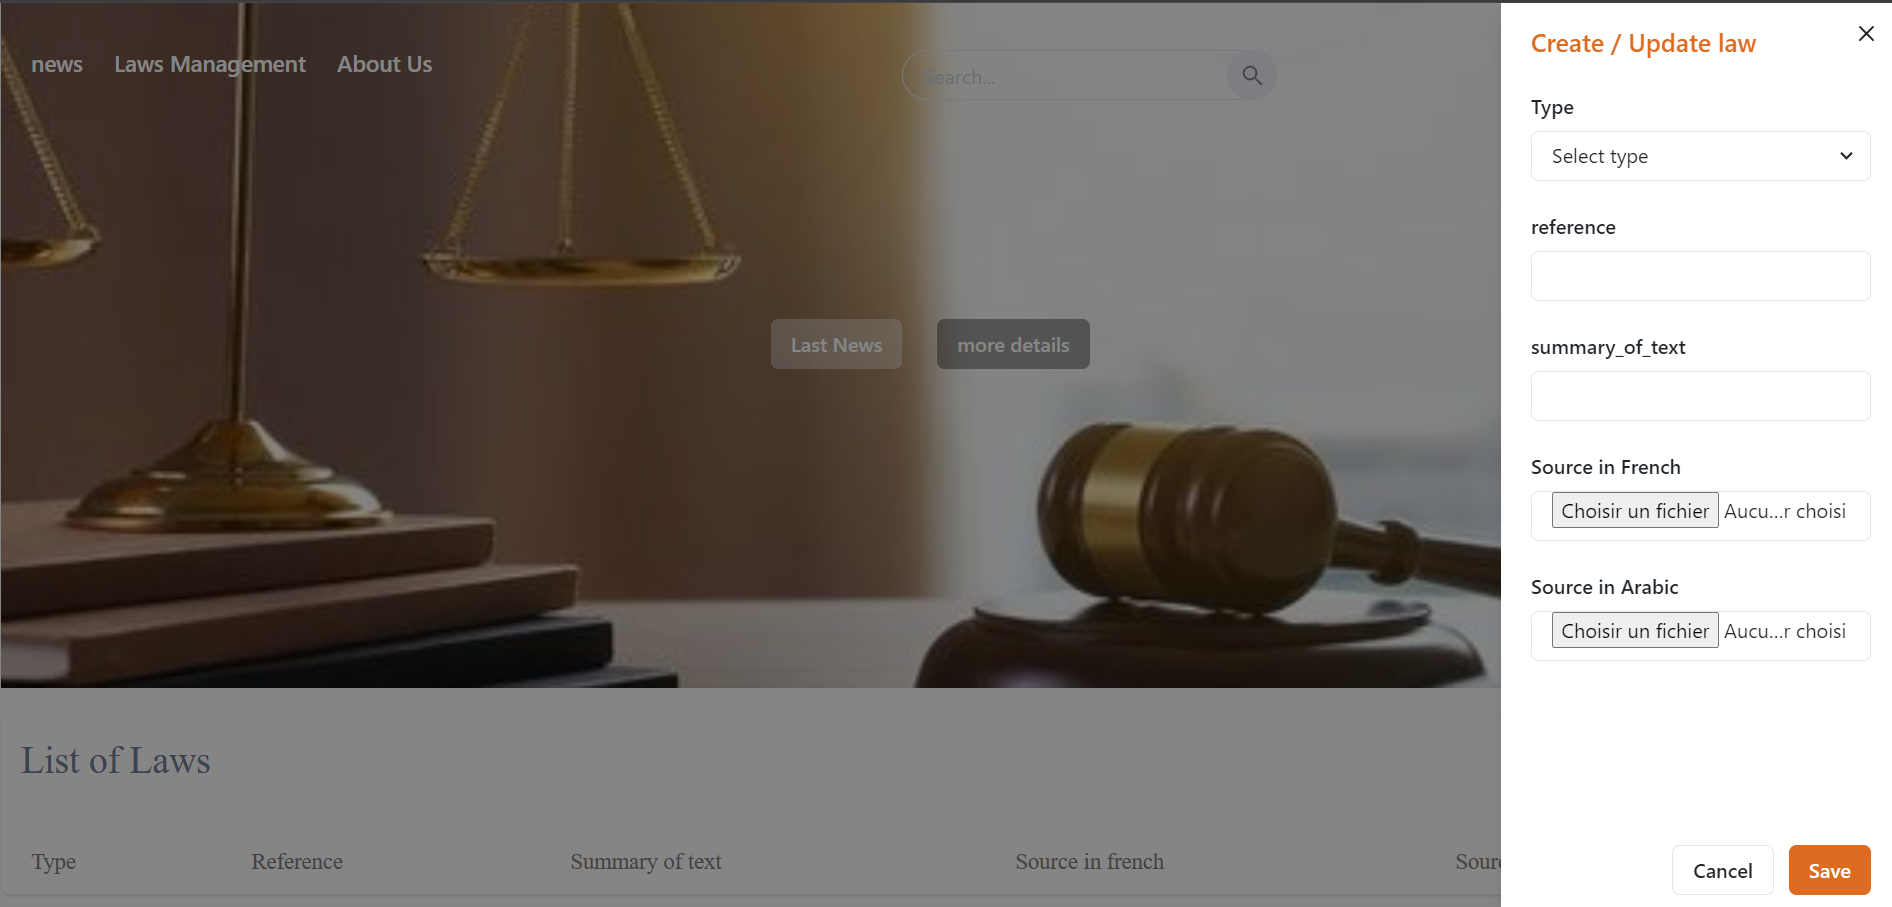 news Laws Management About Us
Search...
Last News more details
List of Laws
Type Reference Summary of text Source in french Sour
Create / Update law
Type
Select type
reference
summary_of_text
Source in French
Choisir un fichier Aucu...r choisi
Source in Arabic
Choisir un fichier Aucu...r choisi
Cancel Save